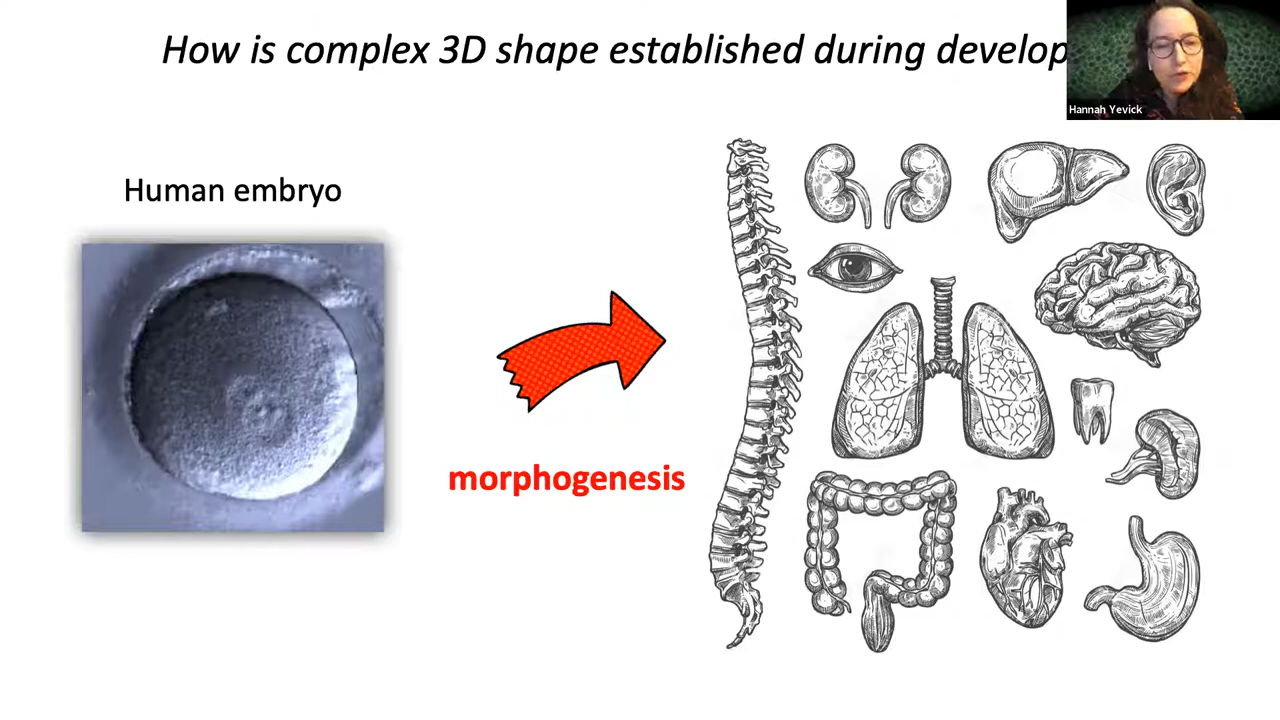 How is complex 3D shape established during develop
Hannah Yevick
Human embryo
morphogenesis